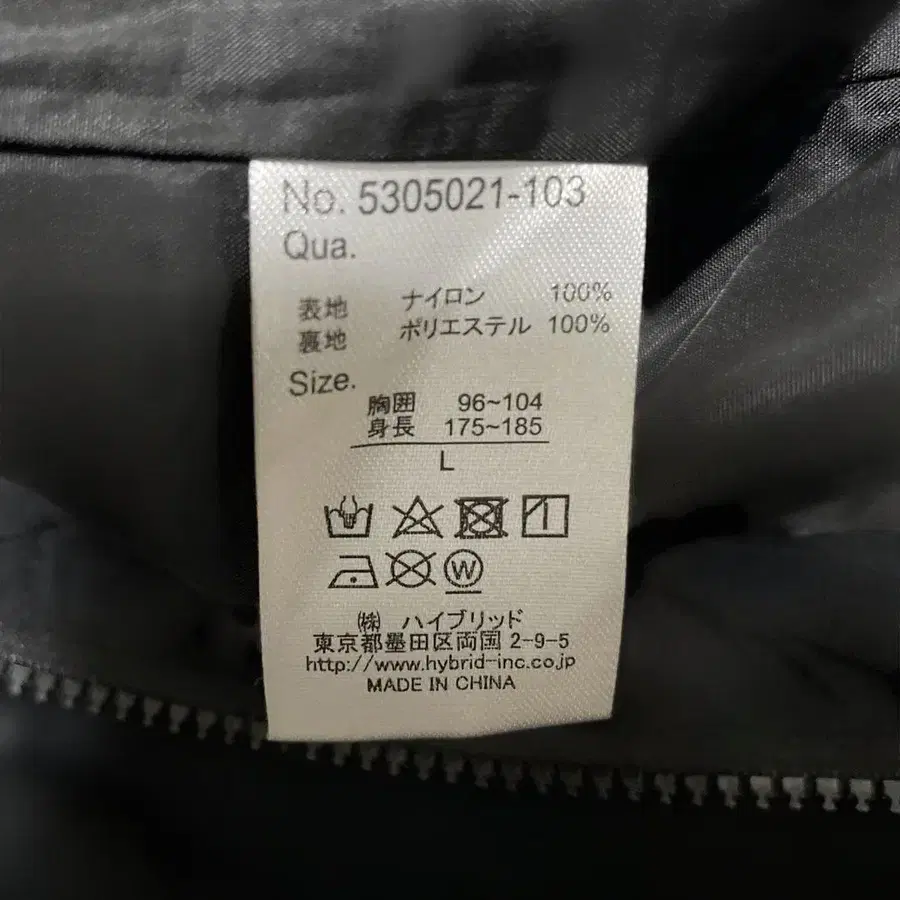 No. 5305021-103
Qua.
表地 ナイロン 100%
裏地 ポリエステル 100%
Size.
胸囲 96~104
身長 175~185
L
W
㈱ ハイブリッド
東京都墨田区両国 2-9-5
http://www.hybrid-inc.co.jp
MADE IN CHINA